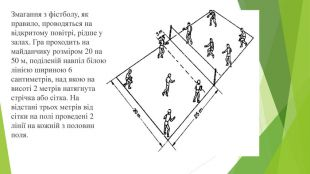 Змагання з фістболу, як
правило, проводяться на
відкритому повітрі, рідше у
залах. Гра проходить на
майданчику розміром 20 на
50 м, поділеній навпіл білою
лінією шириною 6
сантиметрів, над якою на
висоті 2 метрів натягнута
стрічка або сітка. На
відстані трьох метрів від
сітки на полі проведені 2
лінії на кожній з половин
поля.